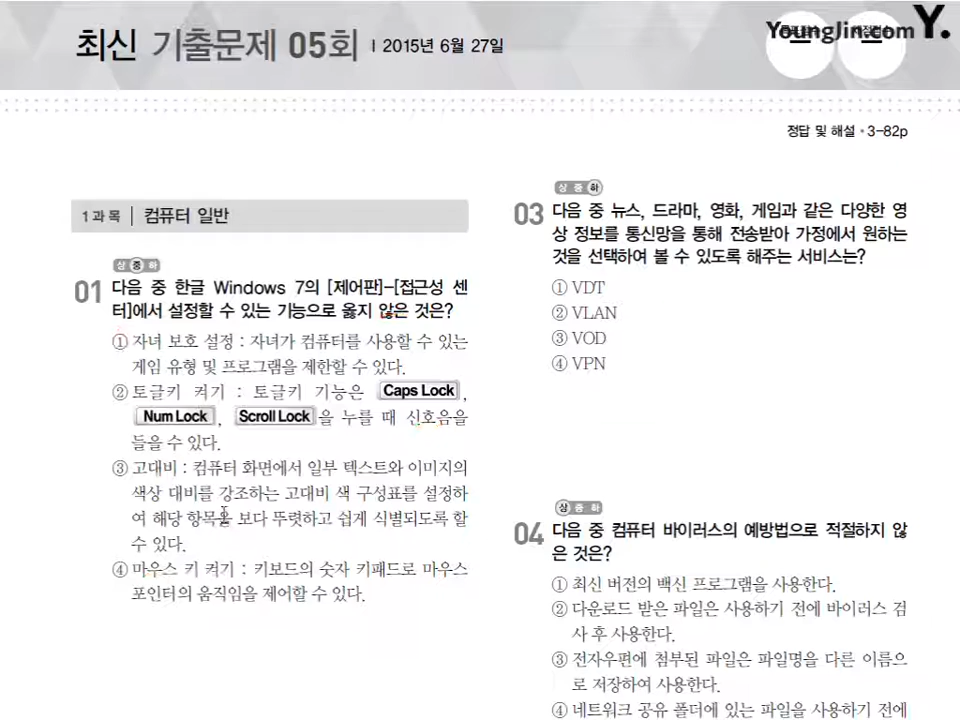 최신 기출문제 05회 | 2015년 6월 27일
YoungJin.com Y.
정답 및 해설 • 3-82p
1과목 | 컴퓨터 일반
상 중 하
01 다음 중 한글 Windows 7의 [제어판]-[접근성 센
터]에서 설정할 수 있는 기능으로 옳지 않은 것은?
① 자녀 보호 설정 : 자녀가 컴퓨터를 사용할 수 있는
게임 유형 및 프로그램을 제한할 수 있다.
② 토글키 켜기 : 토글키 기능은 Caps Lock,
Num Lock, Scroll Lock을 누를 때 신호음을
들을 수 있다.
③ 고대비 : 컴퓨터 화면에서 일부 텍스트와 이미지의
색상 대비를 강조하는 고대비 색 구성표를 설정하
여 해당 항목을 보다 뚜렷하고 쉽게 식별되도록 할
수 있다.
④ 마우스 키 켜기 : 키보드의 숫자 키패드로 마우스
포인터의 움직임을 제어할 수 있다.
상 중 하
03 다음 중 뉴스, 드라마, 영화, 게임과 같은 다양한 영
상 정보를 통신망을 통해 전송받아 가정에서 원하는
것을 선택하여 볼 수 있도록 해주는 서비스는?
① VDT
② VLAN
③ VOD
④ VPN
상 중 하
04 다음 중 컴퓨터 바이러스의 예방법으로 적절하지 않
은 것은?
① 최신 버전의 백신 프로그램을 사용한다.
② 다운로드 받은 파일은 사용하기 전에 바이러스 검
사 후 사용한다.
③ 전자우편에 첨부된 파일은 파일명을 다른 이름으
로 저장하여 사용한다.
④ 네트워크 공유 폴더에 있는 파일을 사용하기 전에